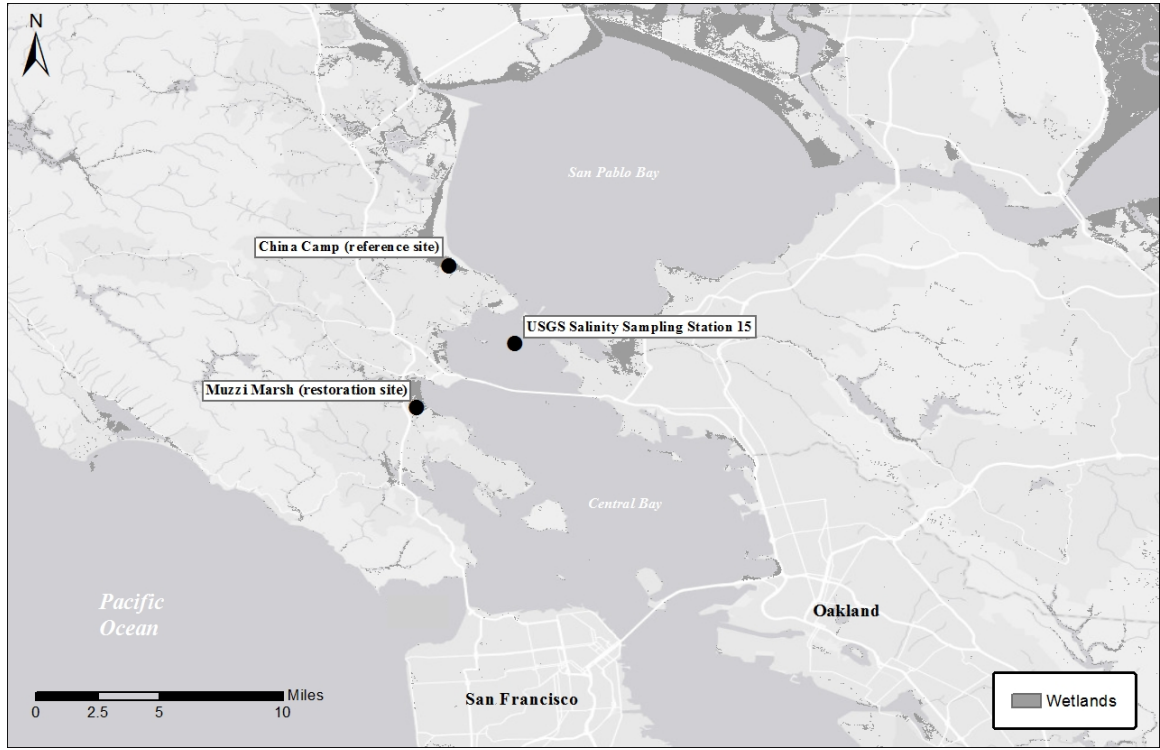 N
San Pablo Bay
China Camp (reference site)
USGS Salinity Sampling Station 15
Muzzi Marsh (restoration site)
Central Bay
Pacific
Ocean
Oakland
San Francisco
Miles
0 2.5 5 10
Wetlands